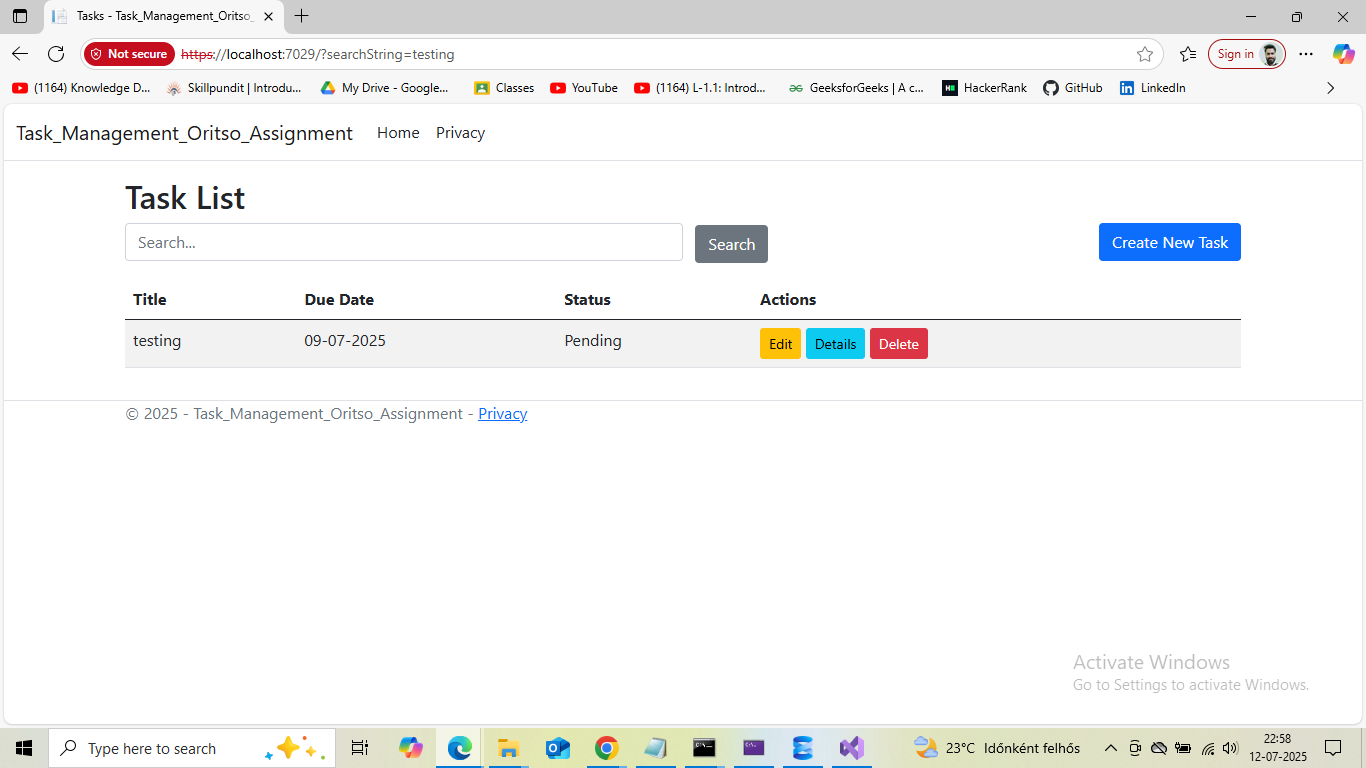 Tasks - Task_Management_Oritso_
Not secure https://localhost:7029/?searchString=testing Sign in
(1164) Knowledge D... Skillpundit | Introdu... My Drive - Google... Classes YouTube (1164) L-1.1: Introd... GeeksforGeeks | A c... HackerRank GitHub LinkedIn
Task_Management_Oritso_Assignment Home Privacy
Task List
Search... Search Create New Task
Title Due Date Status Actions
testing 09-07-2025 Pending Edit Details Delete
© 2025 - Task_Management_Oritso_Assignment - Privacy
Activate Windows
Go to Settings to activate Windows.
Type here to search 23°C Időnként felhős 22:58
12-07-2025